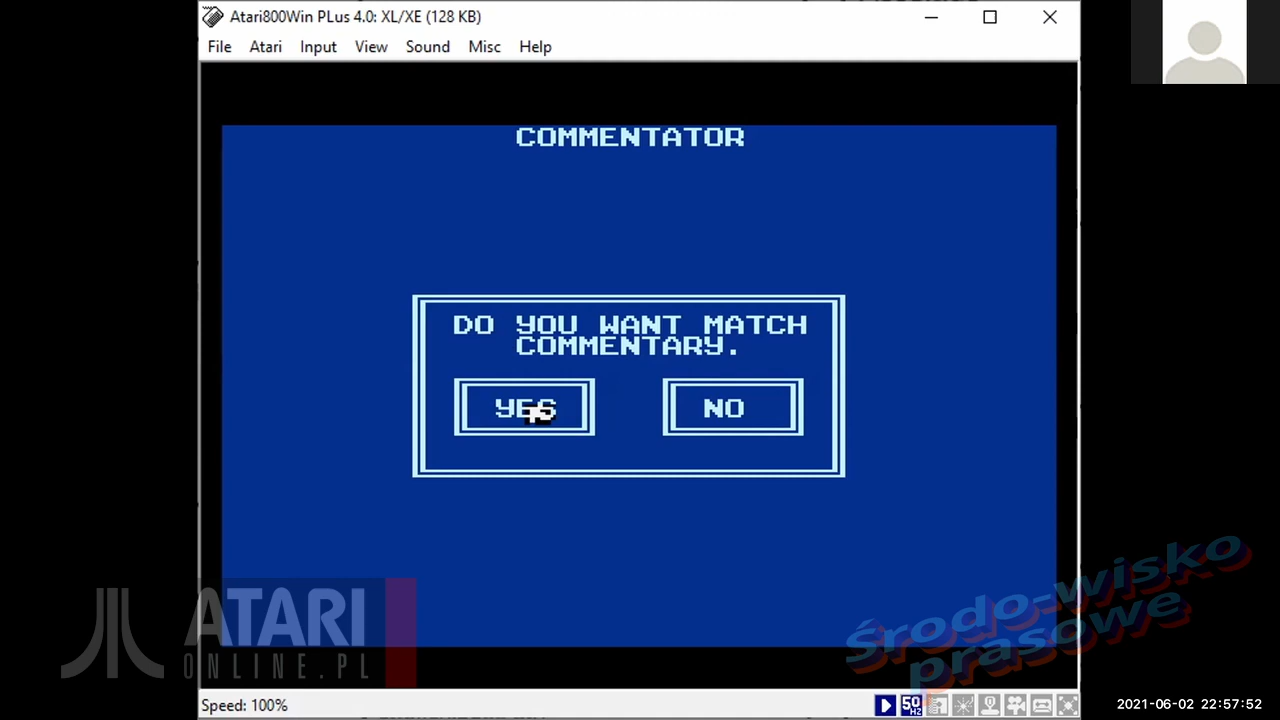 Atari800Win PLus 4.0: XL/XE (128 KB)
File Atari Input View Sound Misc Help
COMMENTATOR
DO YOU WANT MATCH
COMMENTARY.
YES NO
ATARI
ONLINE.PL
Środo-wisko
prasowe
Speed: 100%
50
HZ
2021-06-02 22:57:52